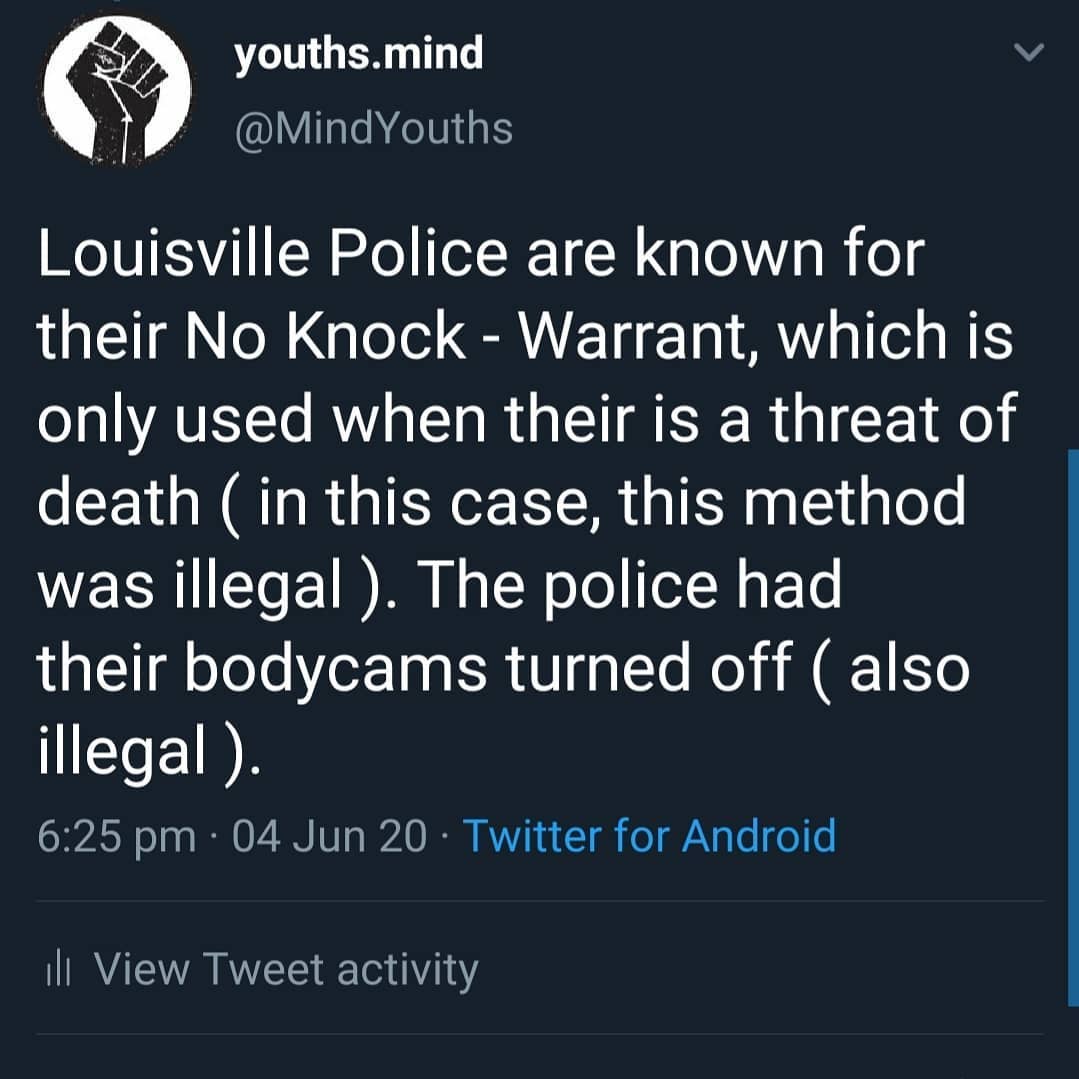 youths.mind
@MindYouths
Louisville Police are known for
their No Knock - Warrant, which is
only used when their is a threat of
death ( in this case, this method
was illegal ). The police had
their bodycams turned off ( also
illegal ).
6:25 pm · 04 Jun 20 · Twitter for Android
View Tweet activity